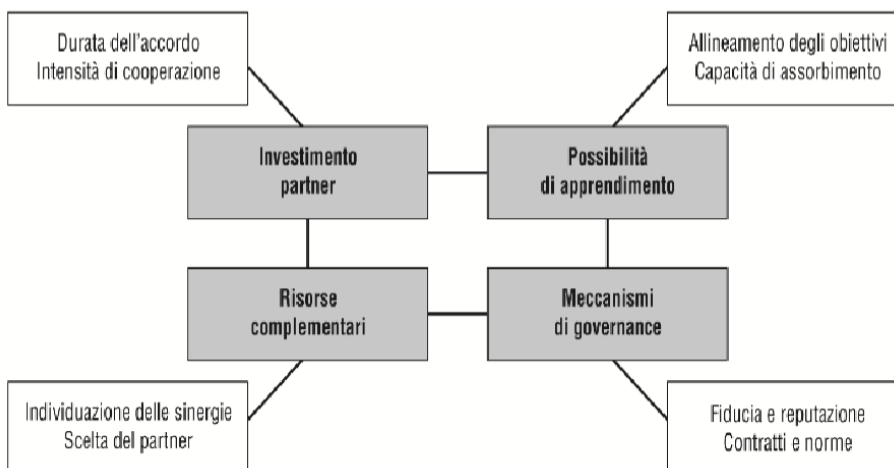 Durata dell'accordo
Intensità di cooperazione
Allineamento degli obiettivi
Capacità di assorbimento
Investimento
partner
Possibilità
di apprendimento
Risorse
complementari
Meccanismi
di governance
Individuazione delle sinergie
Scelta del partner
Fiducia e reputazione
Contratti e norme